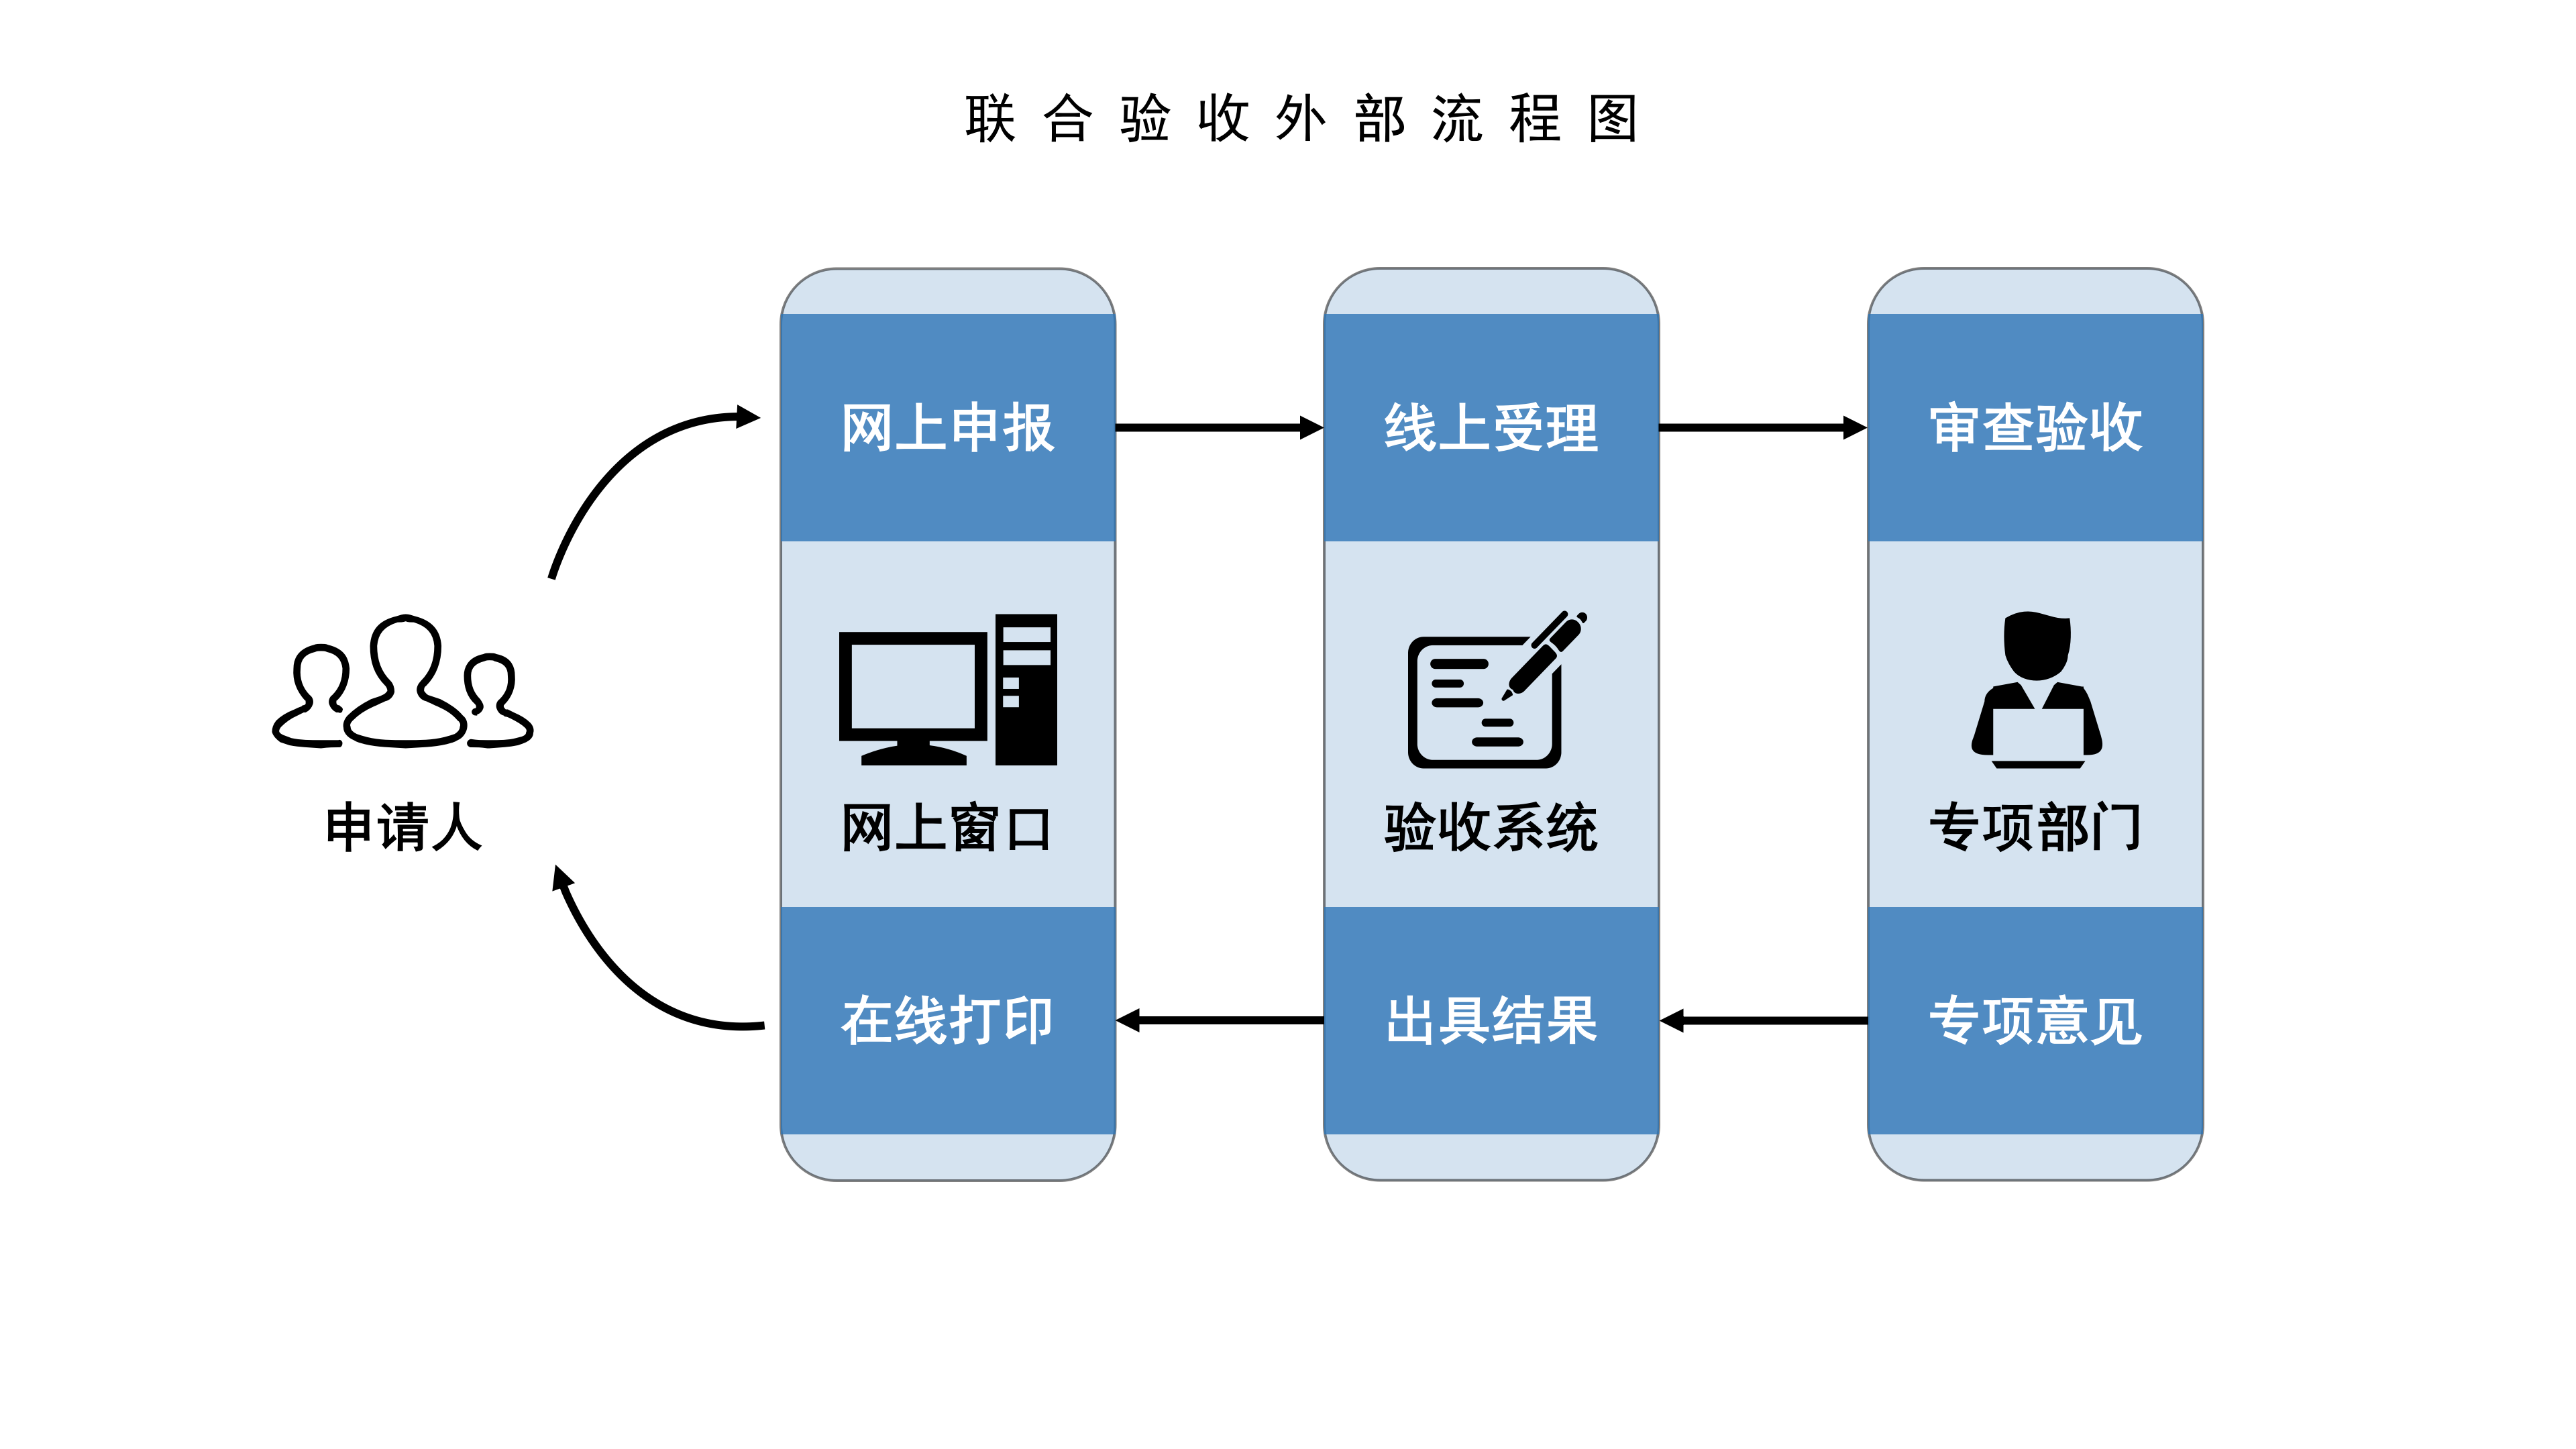 联合验收外部流程图
网上申报
线上受理
审查验收
申请人
网上窗口
验收系统
专项部门
在线打印
出具结果
专项意见